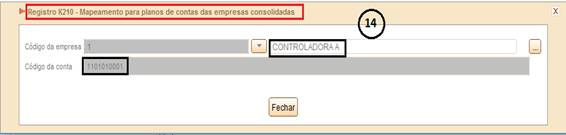 Registro K210 - Mapeamento para planos de contas das empresas consolidadas
X
14
Código da empresa 1 CONTROLADORA A ...
Código da conta 1101010001
Fechar